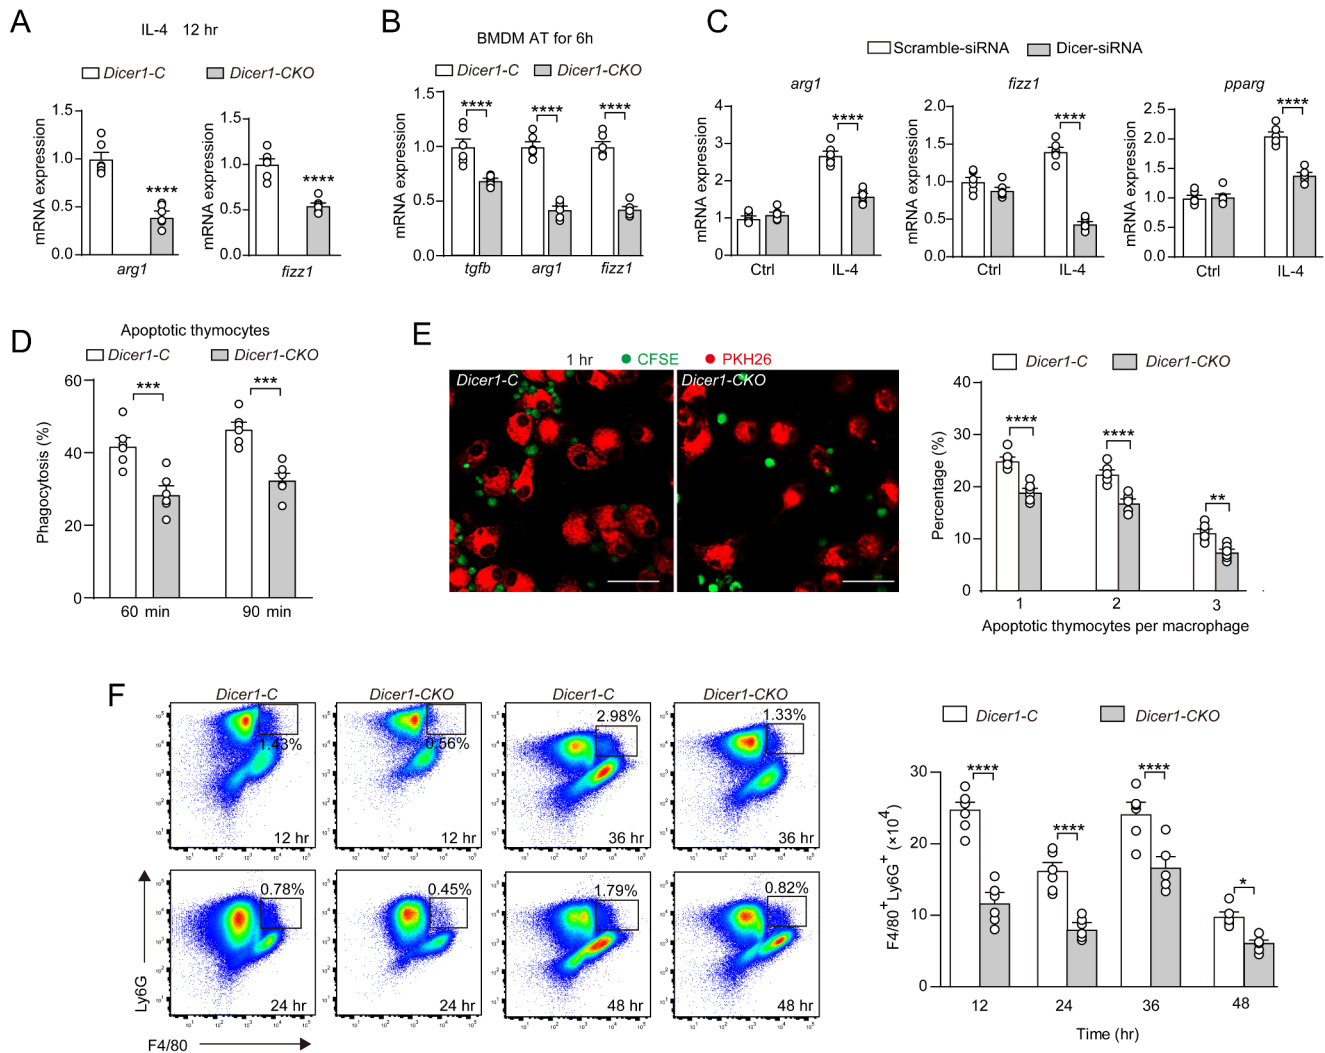 A
IL-4 12 hr
Dicer1-C Dicer1-CKO
mRNA expression
1.5
1.0
0.5
0.0
****
arg1
mRNA expression
1.5
1.0
0.5
0.0
****
fizz1
B
BMDM AT for 6h
Dicer1-C Dicer1-CKO
mRNA expression
1.5
1.0
0.5
0.0
**** **** ****
tgfb arg1 fizz1
C
Scramble-siRNA Dicer-siRNA
arg1
mRNA expression
4
3
2
1
0
****
Ctrl IL-4
fizz1
mRNA expression
2.0
1.5
1.0
0.5
0.0
****
Ctrl IL-4
pparg
mRNA expression
2.5
2.0
1.5
1.0
0.5
0.0
****
Ctrl IL-4
D
Apoptotic thymocytes
Dicer1-C Dicer1-CKO
Phagocytosis (%)
60
40
20
0
*** ***
60 min 90 min
E
1 hr CFSE PKH26
Dicer1-C Dicer1-CKO
Dicer1-C Dicer1-CKO
Percentage (%)
40
30
20
10
0
**** **** **
1 2 3
Apoptotic thymocytes per macrophage
F
Dicer1-C Dicer1-CKO Dicer1-C Dicer1-CKO
1.43% 0.56% 2.98% 1.33%
12 hr 12 hr 36 hr 36 hr
0.78% 0.45% 1.79% 0.82%
24 hr 24 hr 48 hr 48 hr
Ly6G
F4/80
Dicer1-C Dicer1-CKO
F4/80⁺Ly6G⁺ (×10⁴)
30
20
10
0
**** **** **** *
12 24 36 48
Time (hr)